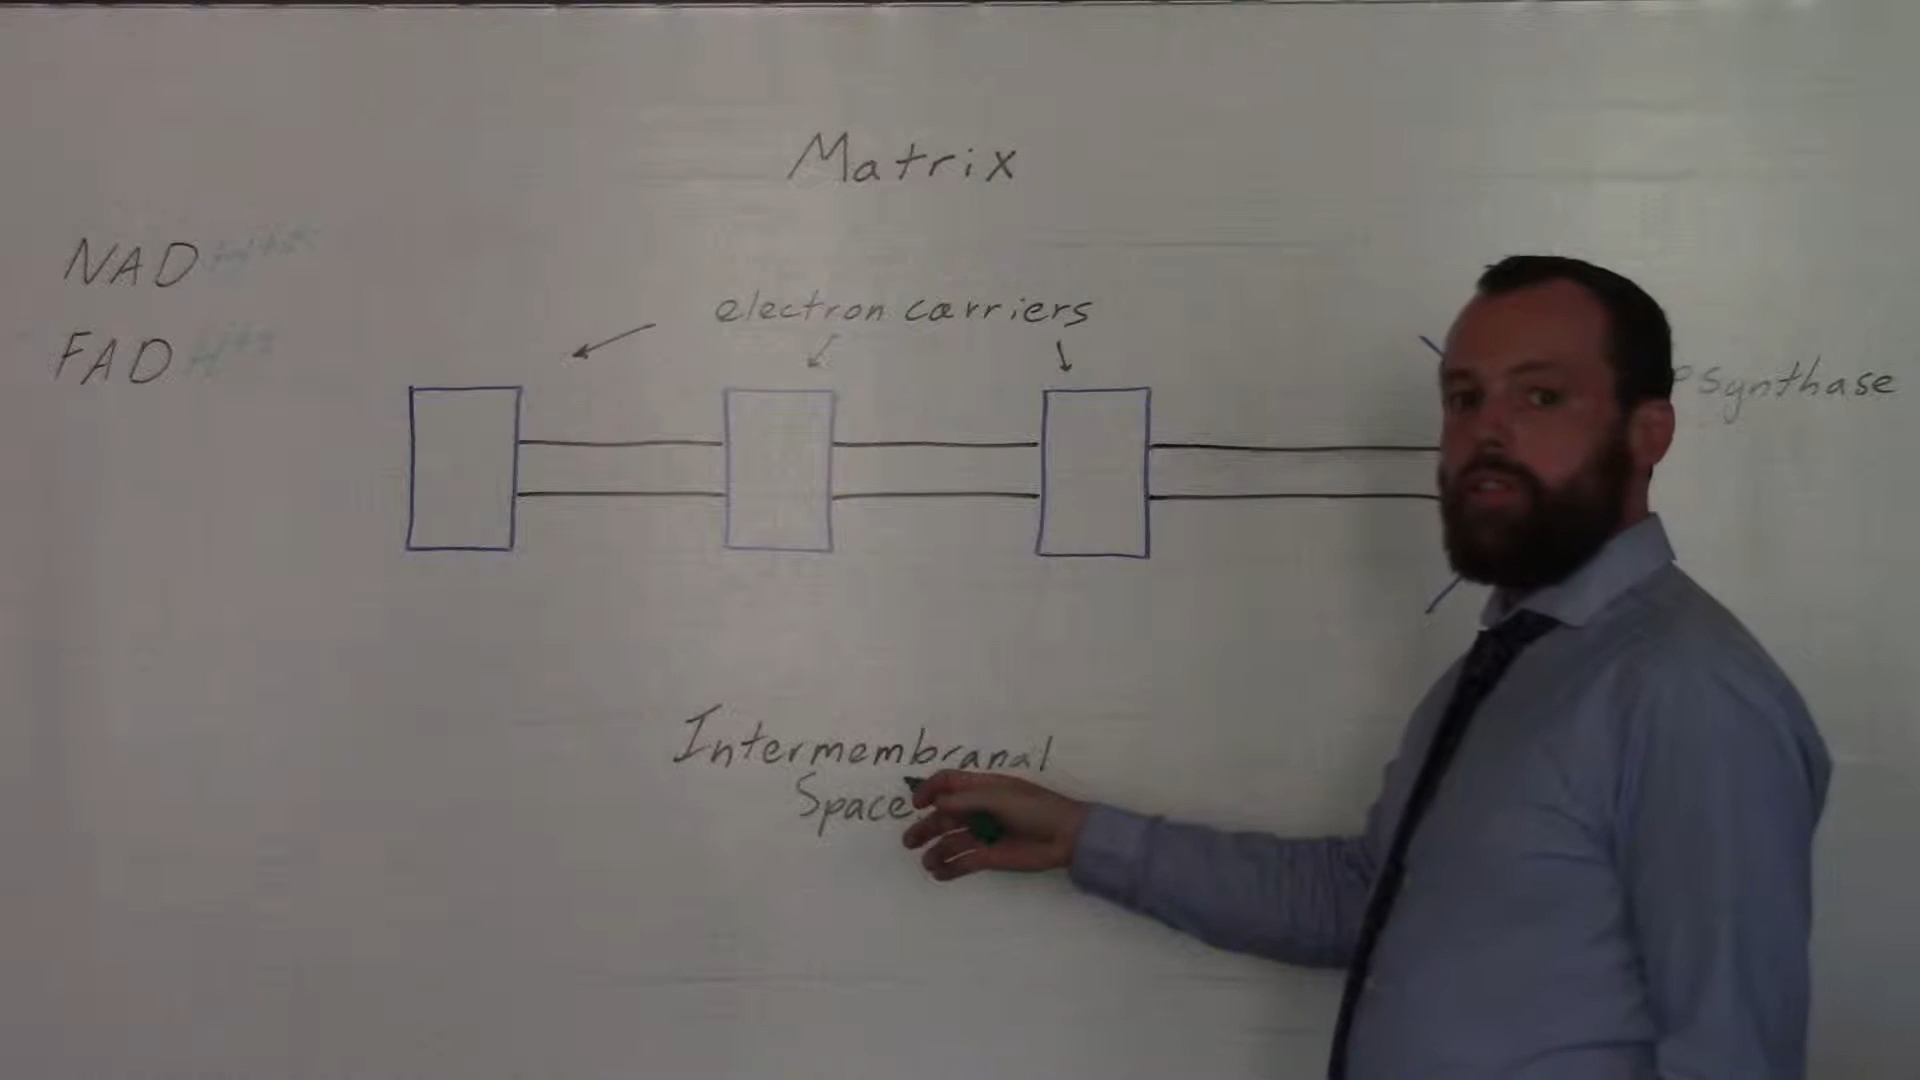 Matrix
NAD
FAD
electron carriers
synthase
Intermembranal
Space